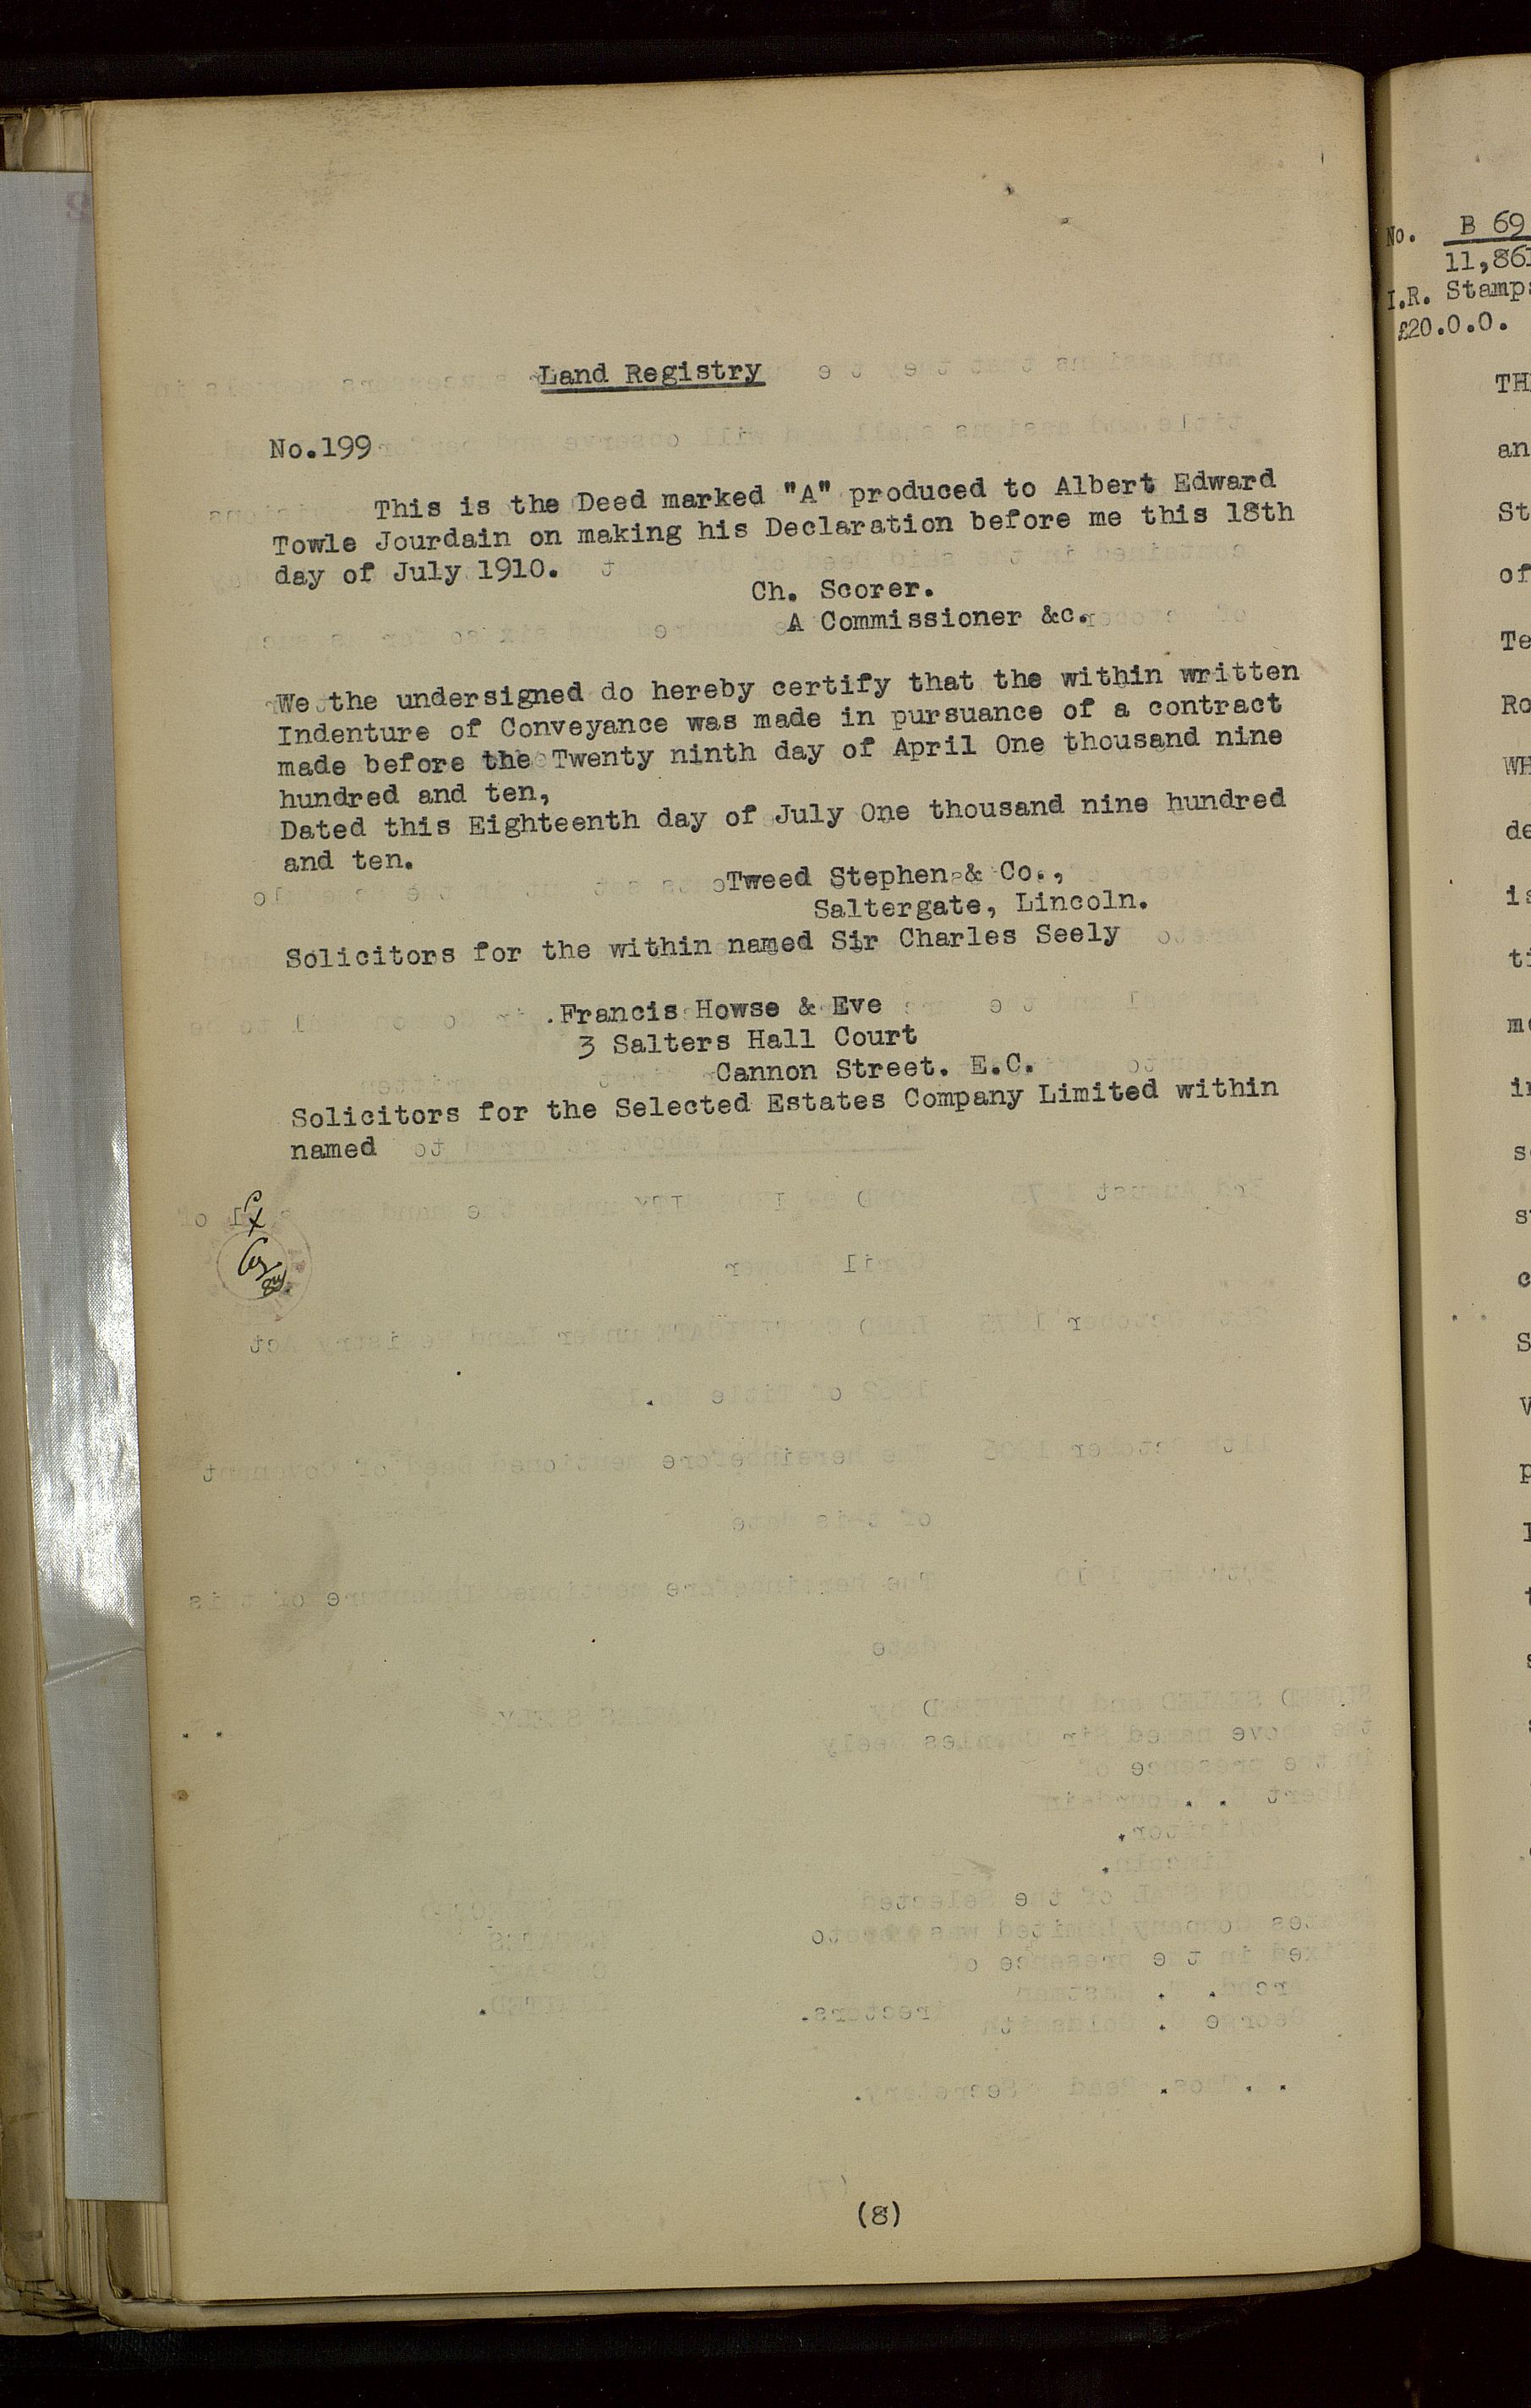 Land Registry
No.199
This is the Deed marked "A" produced to Albert Edward
Towle Jourdain on making his Declaration before me this 18th
day of July 1910.
Ch. Scorer.
A Commissioner &c.
We the undersigned do hereby certify that the within written
Indenture of Conveyance was made in pursuance of a contract
made before the Twenty ninth day of April One thousand nine
hundred and ten,
Dated this Eighteenth day of July One thousand nine hundred
and ten.
Tweed Stephen & Co.,
Saltergate, Lincoln.
Solicitors for the within named Sir Charles Seely
Francis Howse & Eve
3 Salters Hall Court
Cannon Street. E.C.
Solicitors for the Selected Estates Company Limited within
named
(8)
No. B 69
11,861
I.R. Stamps
£20.0.0.